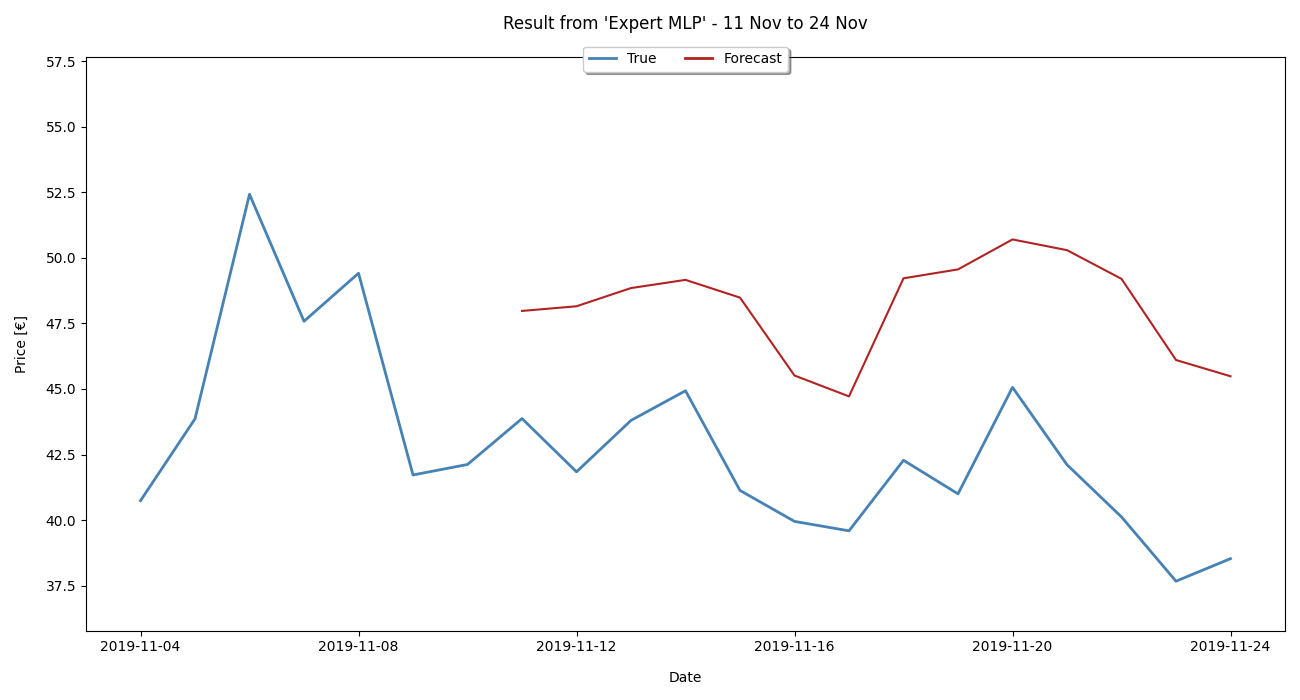 Result from 'Expert MLP' - 11 Nov to 24 Nov
True Forecast
57.5
55.0
52.5
50.0
47.5
45.0
42.5
40.0
37.5
Price [€]
2019-11-04 2019-11-08 2019-11-12 2019-11-16 2019-11-20 2019-11-24
Date